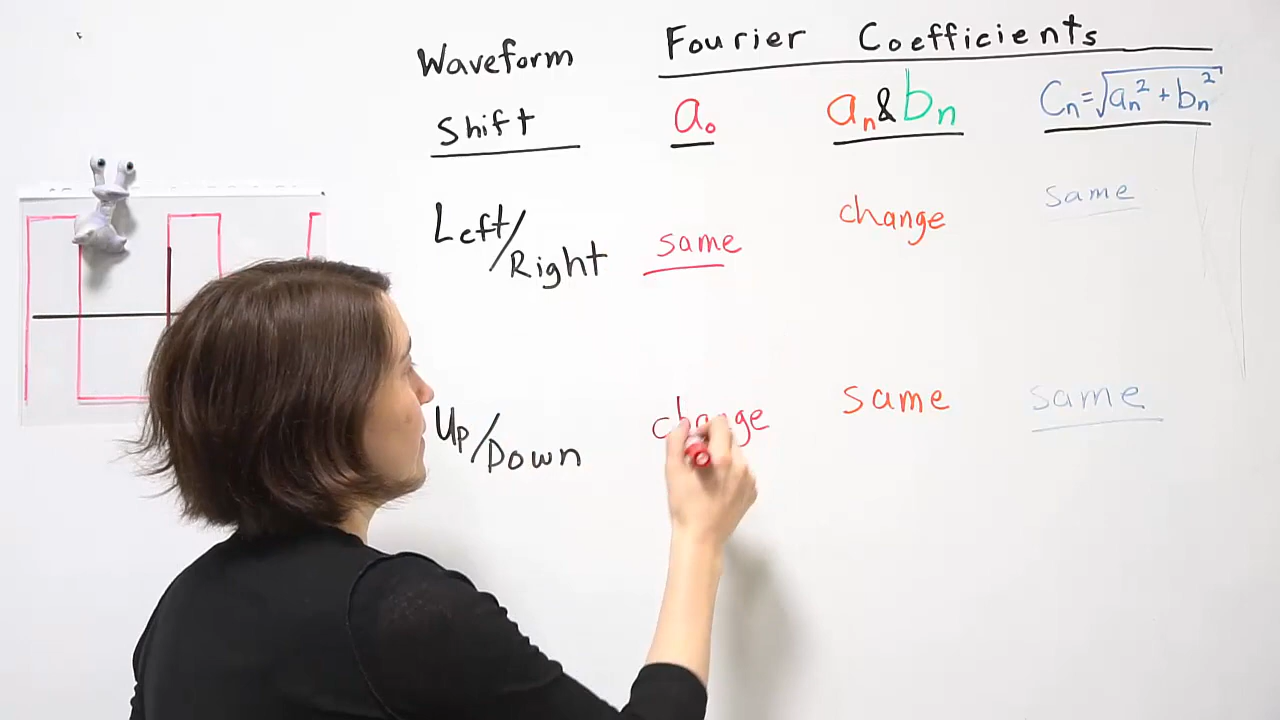 Waveform Shift
Fourier Coefficients
a₀
aₙ & bₙ
Cₙ = √aₙ² + bₙ²
Left/Right
same
change
same
Up/Down
change
same
same